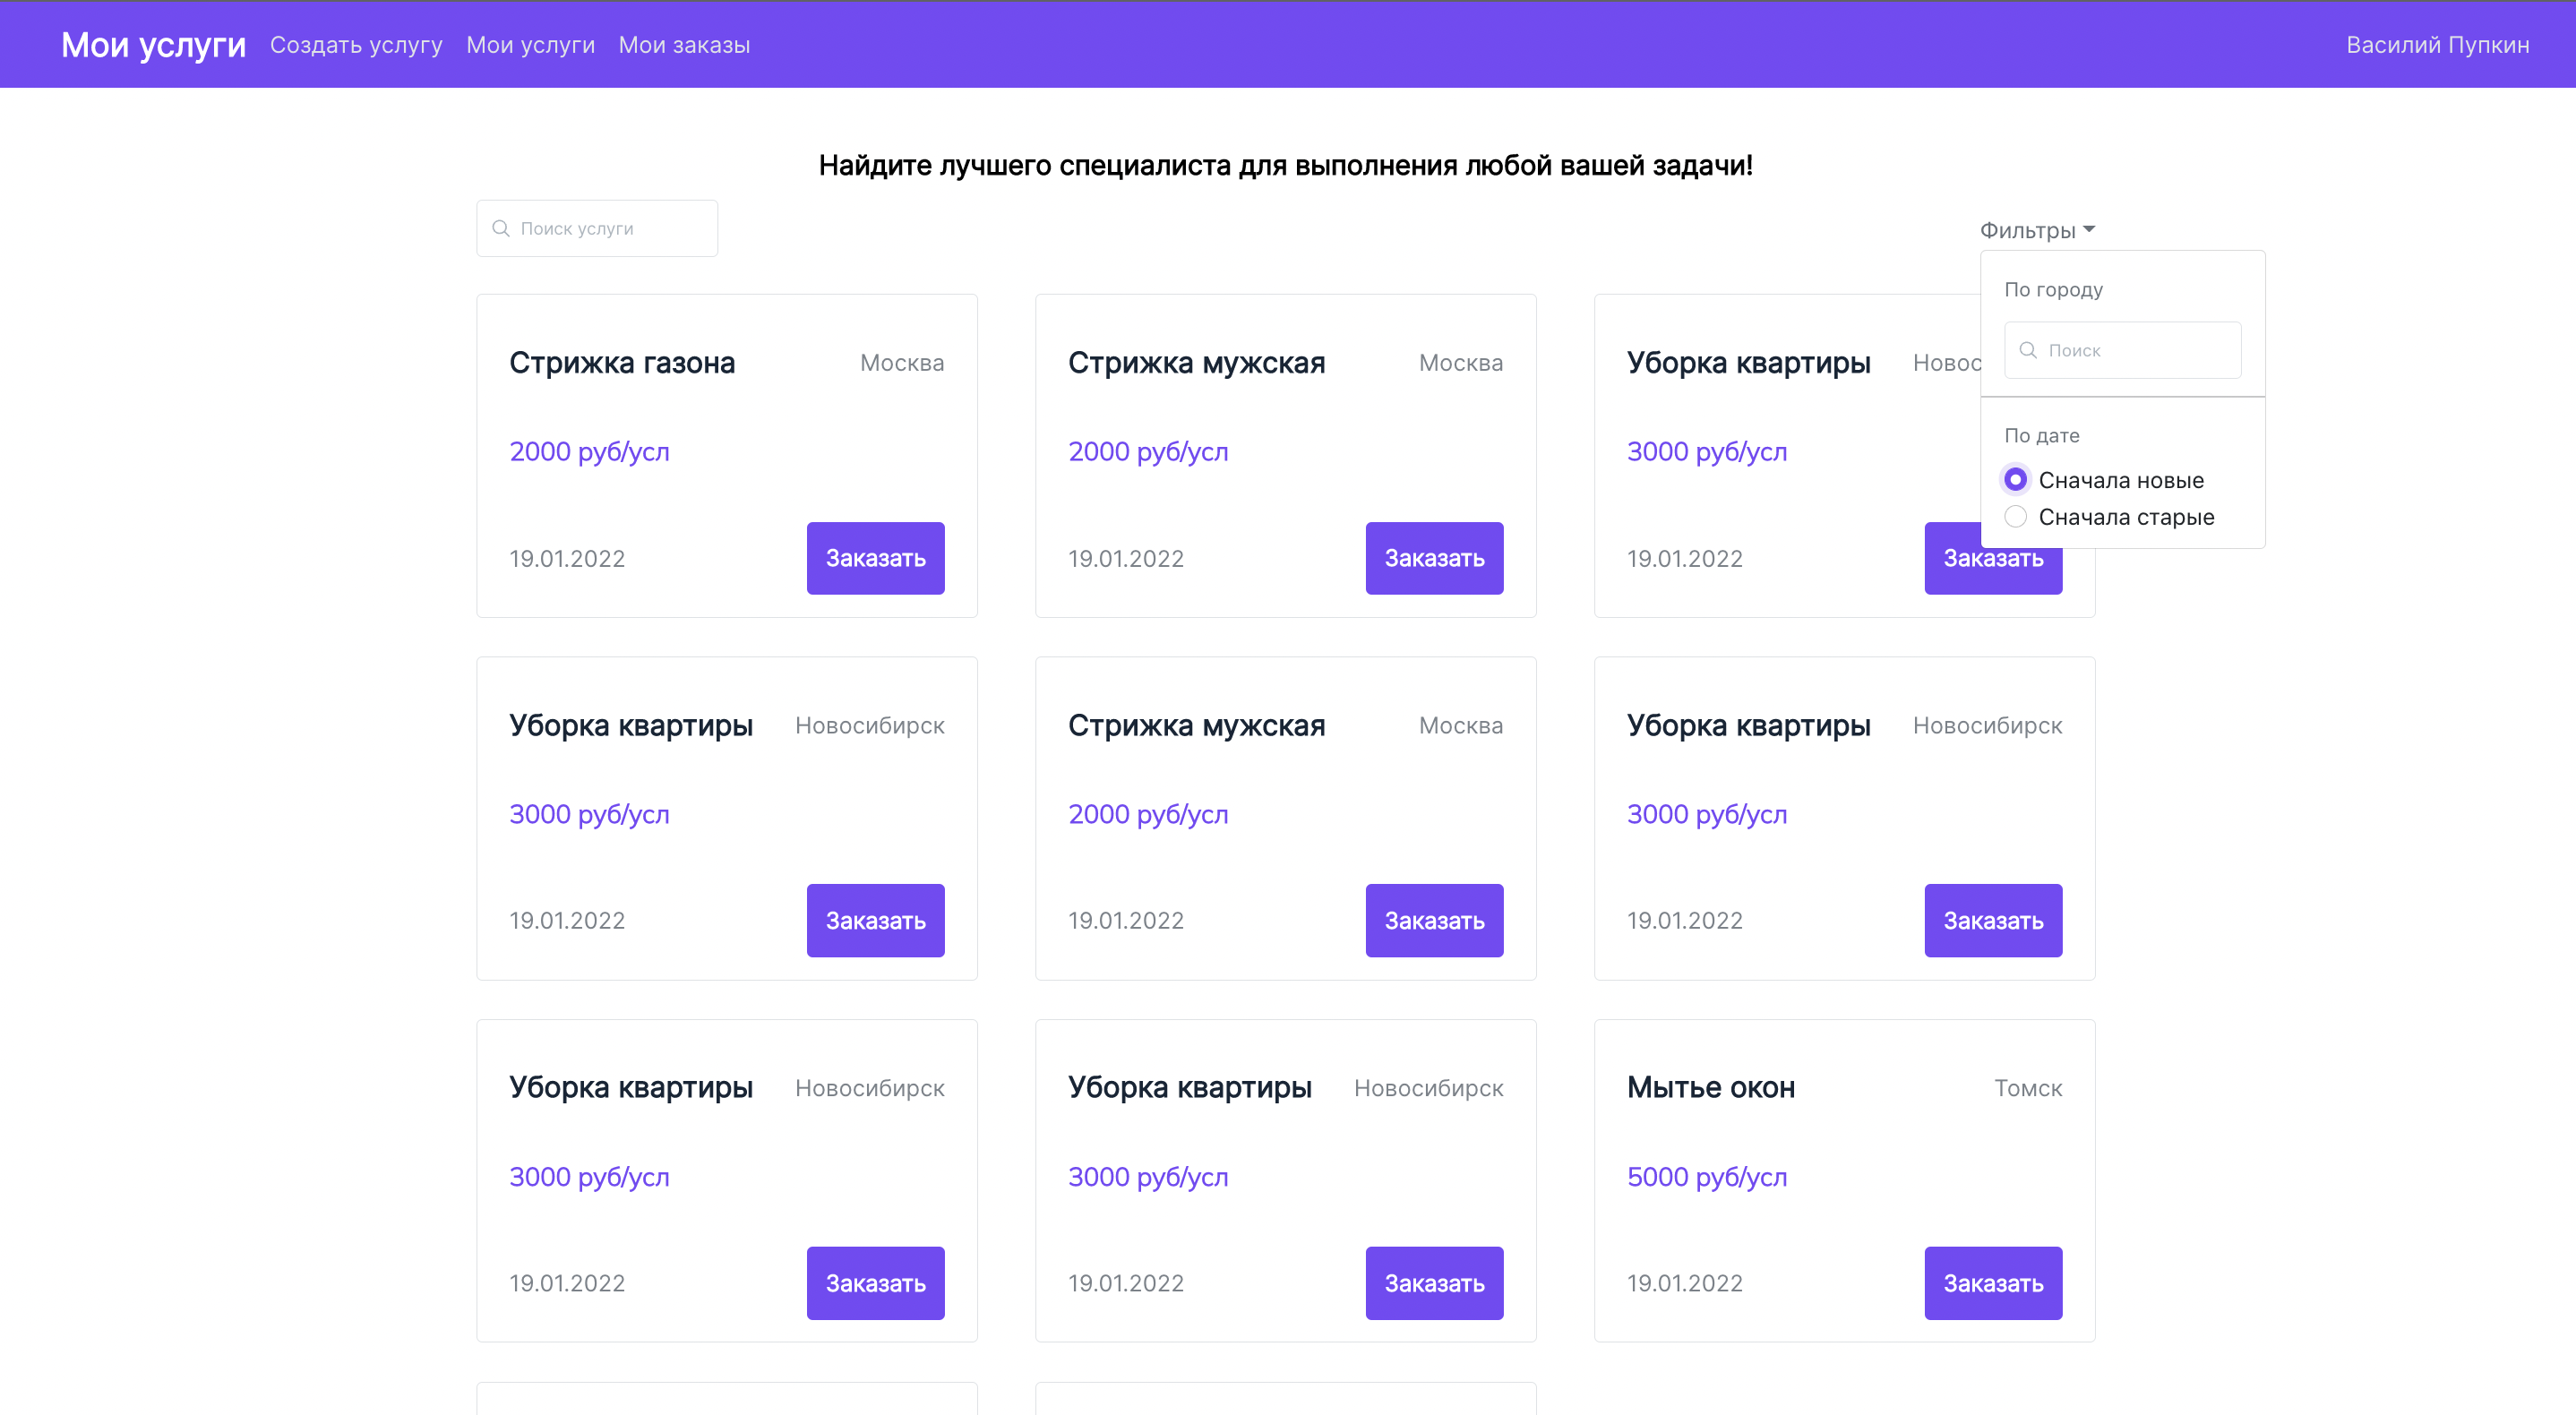 Мои услуги Создать услугу Мои услуги Мои заказы Василий Пупкин
Найдите лучшего специалиста для выполнения любой вашей задачи!
Поиск услуги
Фильтры
По городу
Поиск
По дате
Сначала новые
Сначала старые
Стрижка газона Москва
2000 руб/усл
19.01.2022 Заказать
Стрижка мужская Москва
2000 руб/усл
19.01.2022 Заказать
Уборка квартиры
3000 руб/усл
19.01.2022 Заказать
Уборка квартиры Новосибирск
3000 руб/усл
19.01.2022 Заказать
Стрижка мужская Москва
2000 руб/усл
19.01.2022 Заказать
Уборка квартиры Новосибирск
3000 руб/усл
19.01.2022 Заказать
Уборка квартиры Новосибирск
3000 руб/усл
19.01.2022 Заказать
Уборка квартиры Новосибирск
3000 руб/усл
19.01.2022 Заказать
Мытье окон Томск
5000 руб/усл
19.01.2022 Заказать